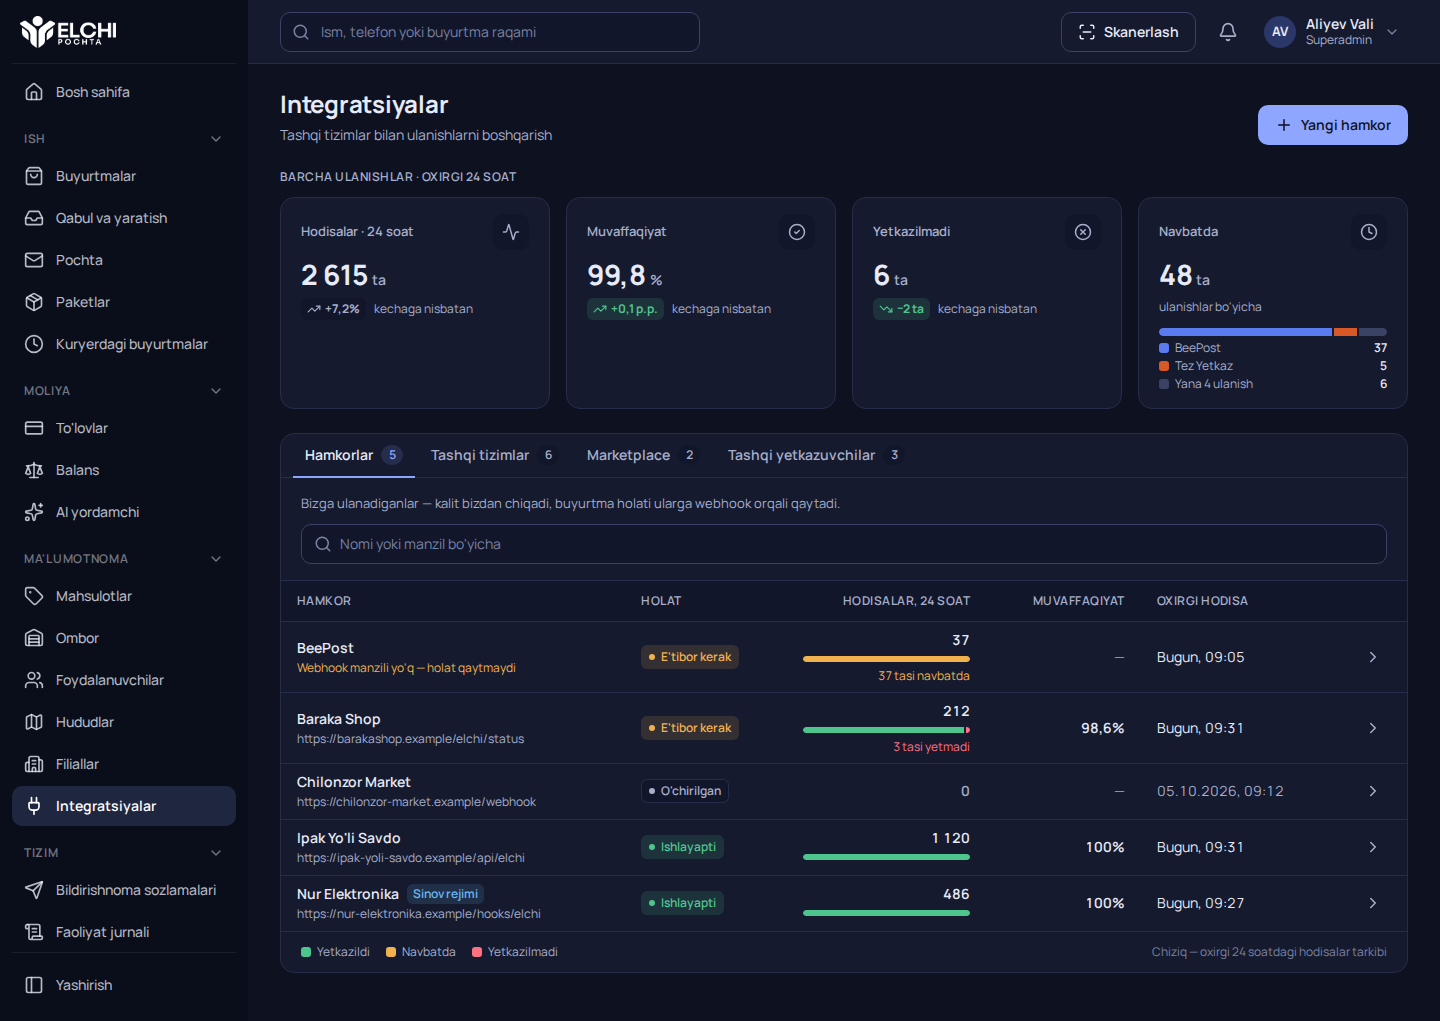 ELCHI
POCHTA
Ism, telefon yoki buyurtma raqami
Skanerlash
AV
Aliyev Vali
Superadmin
Bosh sahifa
ISH
Buyurtmalar
Qabul va yaratish
Pochta
Paketlar
Kuryerdagi buyurtmalar
MOLIYA
To'lovlar
Balans
AI yordamchi
MA'LUMOTNOMA
Mahsulotlar
Ombor
Foydalanuvchilar
Hududlar
Filiallar
Integratsiyalar
TIZIM
Bildirishnoma sozlamalari
Faoliyat jurnali
Yashirish
Integratsiyalar
Tashqi tizimlar bilan ulanishlarni boshqarish
Yangi hamkor
BARCHA ULANISHLAR · OXIRGI 24 SOAT
Hodisalar · 24 soat
2 615 ta
+7,2% kechaga nisbatan
Muvaffaqiyat
99,8 %
+0,1 p.p. kechaga nisbatan
Yetkazilmadi
6 ta
−2 ta kechaga nisbatan
Navbatda
48 ta
ulanishlar bo'yicha
BeePost 37
Tez Yetkaz 5
Yana 4 ulanish 6
Hamkorlar 5 Tashqi tizimlar 6 Marketplace 2 Tashqi yetkazuvchilar 3
Bizga ulanadiganlar — kalit bizdan chiqadi, buyurtma holati ularga webhook orqali qaytadi.
Nomi yoki manzil bo'yicha
HAMKOR HOLAT HODISALAR, 24 SOAT MUVAFFAQIYAT OXIRGI HODISA
BeePost
Webhook manzili yo'q — holat qaytmaydi
E'tibor kerak
37
37 tasi navbatda
—
Bugun, 09:05
Baraka Shop
https://barakashop.example/elchi/status
E'tibor kerak
212
3 tasi yetmadi
98,6%
Bugun, 09:31
Chilonzor Market
https://chilonzor-market.example/webhook
O'chirilgan
0
—
05.10.2026, 09:12
Ipak Yo'li Savdo
https://ipak-yoli-savdo.example/api/elchi
Ishlayapti
1 120
100%
Bugun, 09:31
Nur Elektronika Sinov rejimi
https://nur-elektronika.example/hooks/elchi
Ishlayapti
486
100%
Bugun, 09:27
Yetkazildi Navbatda Yetkazilmadi
Chiziq — oxirgi 24 soatdagi hodisalar tarkibi